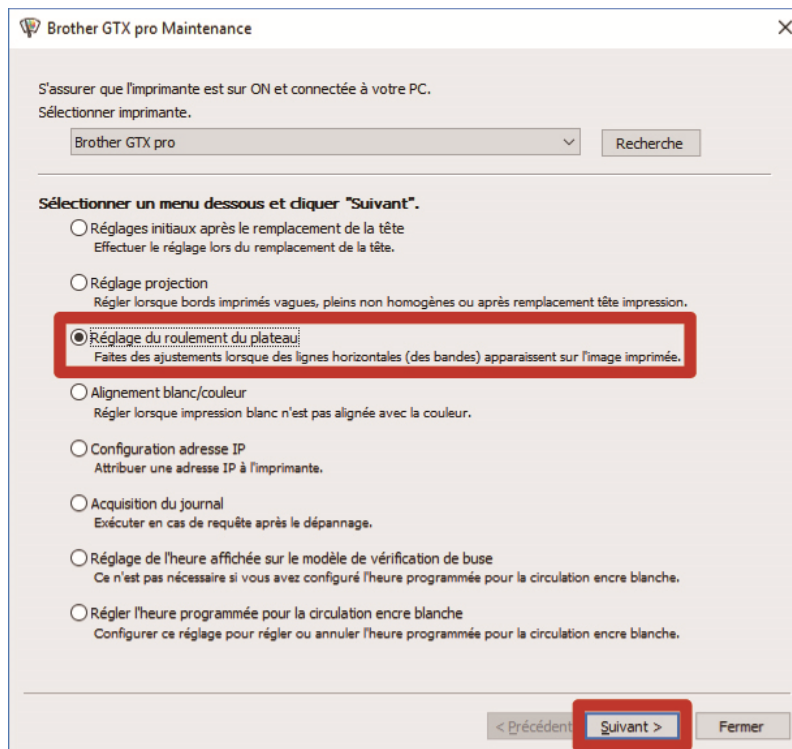 Brother GTX pro Maintenance
S'assurer que l'imprimante est sur ON et connectée à votre PC.
Sélectionner imprimante.
Brother GTX pro
Recherche
Sélectionner un menu dessous et cliquer "Suivant".
Réglages initiaux après le remplacement de la tête
Effectuer le réglage lors du remplacement de la tête.
Réglage projection
Régler lorsque bords imprimés vagues, pleins non homogènes ou après remplacement tête impression.
Réglage du roulement du plateau
Faites des ajustements lorsque des lignes horizontales (des bandes) apparaissent sur l'image imprimée.
Alignement blanc/couleur
Régler lorsque impression blanc n'est pas alignée avec la couleur.
Configuration adresse IP
Attribuer une adresse IP à l'imprimante.
Acquisition du journal
Exécuter en cas de requête après le dépannage.
Réglage de l'heure affichée sur le modèle de vérification de buse
Ce n'est pas nécessaire si vous avez configuré l'heure programmée pour la circulation encre blanche.
Régler l'heure programmée pour la circulation encre blanche
Configurer ce réglage pour régler ou annuler l'heure programmée pour la circulation encre blanche.
< Précédent
Suivant >
Fermer